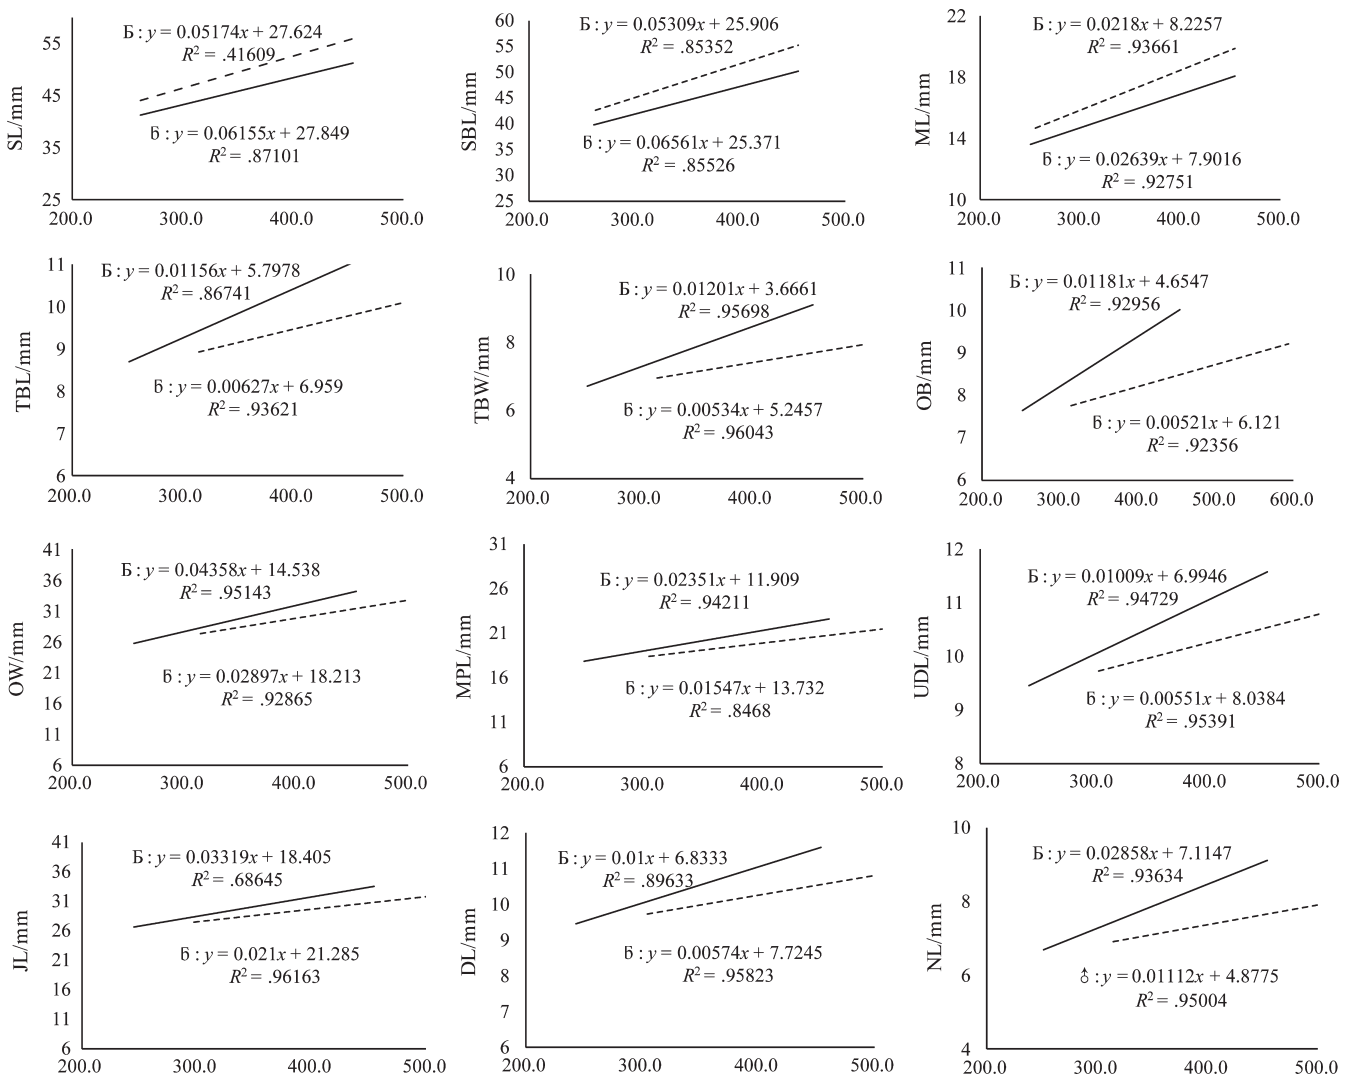 SL/mm
55
45
35
25
200.0 300.0 400.0 500.0
Б : y = 0.05174x + 27.624
R² = .41609
ƃ : y = 0.06155x + 27.849
R² = .87101
SBL/mm
60
55
50
45
40
35
30
25
200.0 300.0 400.0 500.0
Б : y = 0.05309x + 25.906
R² = .85352
ƃ : y = 0.06561x + 25.371
R² = .85526
ML/mm
22
18
14
10
200.0 300.0 400.0 500.0
Б : y = 0.0218x + 8.2257
R² = .93661
ƃ : y = 0.02639x + 7.9016
R² = .92751
TBL/mm
11
10
9
8
7
6
200.0 300.0 400.0 500.0
Б : y = 0.01156x + 5.7978
R² = .86741
ƃ : y = 0.00627x + 6.959
R² = .93621
TBW/mm
10
8
6
4
200.0 300.0 400.0 500.0
Б : y = 0.01201x + 3.6661
R² = .95698
ƃ : y = 0.00534x + 5.2457
R² = .96043
OB/mm
11
10
9
8
7
6
200.0 300.0 400.0 500.0 600.0
Б : y = 0.01181x + 4.6547
R² = .92956
ƃ : y = 0.00521x + 6.121
R² = .92356
OW/mm
41
36
31
26
21
16
11
6
200.0 300.0 400.0 500.0
Б : y = 0.04358x + 14.538
R² = .95143
ƃ : y = 0.02897x + 18.213
R² = .92865
MPL/mm
31
26
21
16
11
6
200.0 300.0 400.0 500.0
Б : y = 0.02351x + 11.909
R² = .94211
ƃ : y = 0.01547x + 13.732
R² = .8468
UDL/mm
12
11
10
9
8
200.0 300.0 400.0 500.0
Б : y = 0.01009x + 6.9946
R² = .94729
ƃ : y = 0.00551x + 8.0384
R² = .95391
JL/mm
41
36
31
26
21
16
11
6
200.0 300.0 400.0 500.0
Б : y = 0.03319x + 18.405
R² = .68645
ƃ : y = 0.021x + 21.285
R² = .96163
DL/mm
12
11
10
9
8
7
6
200.0 300.0 400.0 500.0
Б : y = 0.01x + 6.8333
R² = .89633
ƃ : y = 0.00574x + 7.7245
R² = .95823
NL/mm
10
8
6
4
200.0 300.0 400.0 500.0
Б : y = 0.02858x + 7.1147
R² = .93634
♂ : y = 0.01112x + 4.8775
R² = .95004